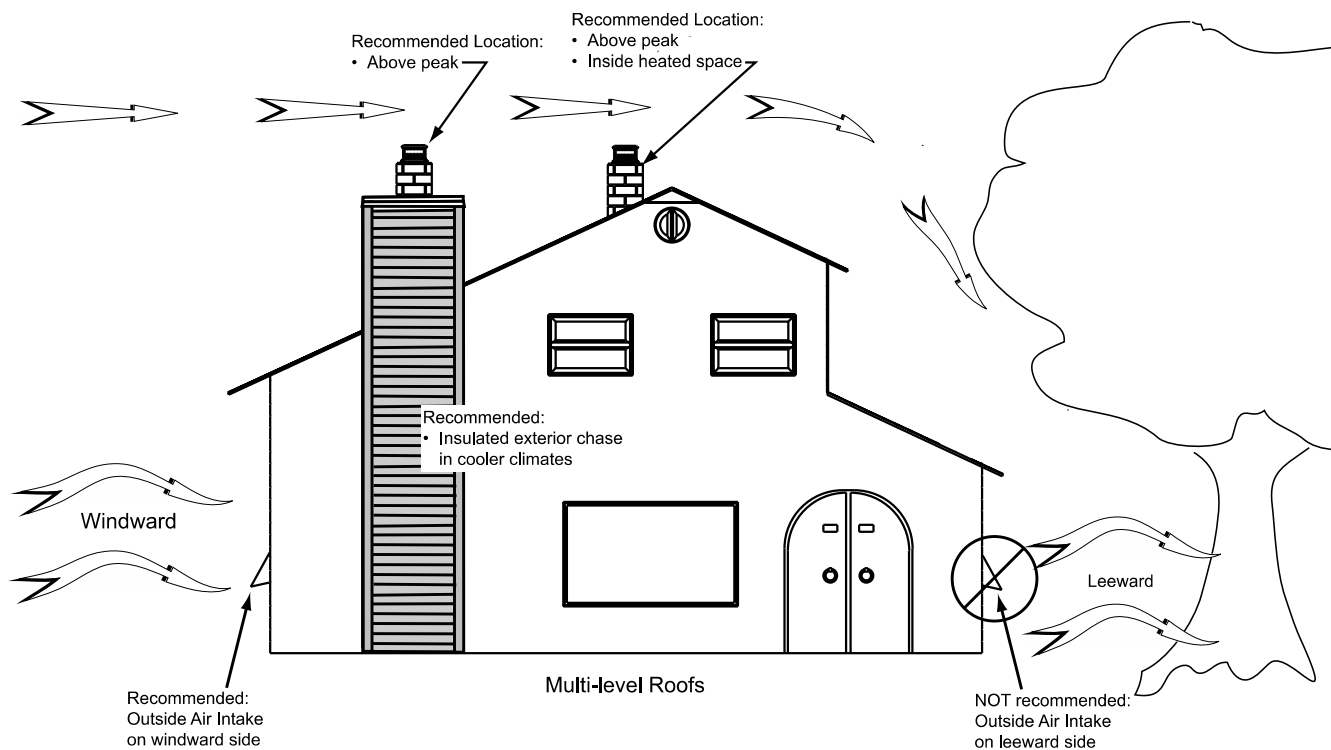 Recommended Location:
• Above peak
Recommended Location:
• Above peak
• Inside heated space
Recommended:
• Insulated exterior chase
in cooler climates
Windward
Leeward
Recommended:
Outside Air Intake
on windward side
Multi-level Roofs
NOT recommended:
Outside Air Intake
on leeward side